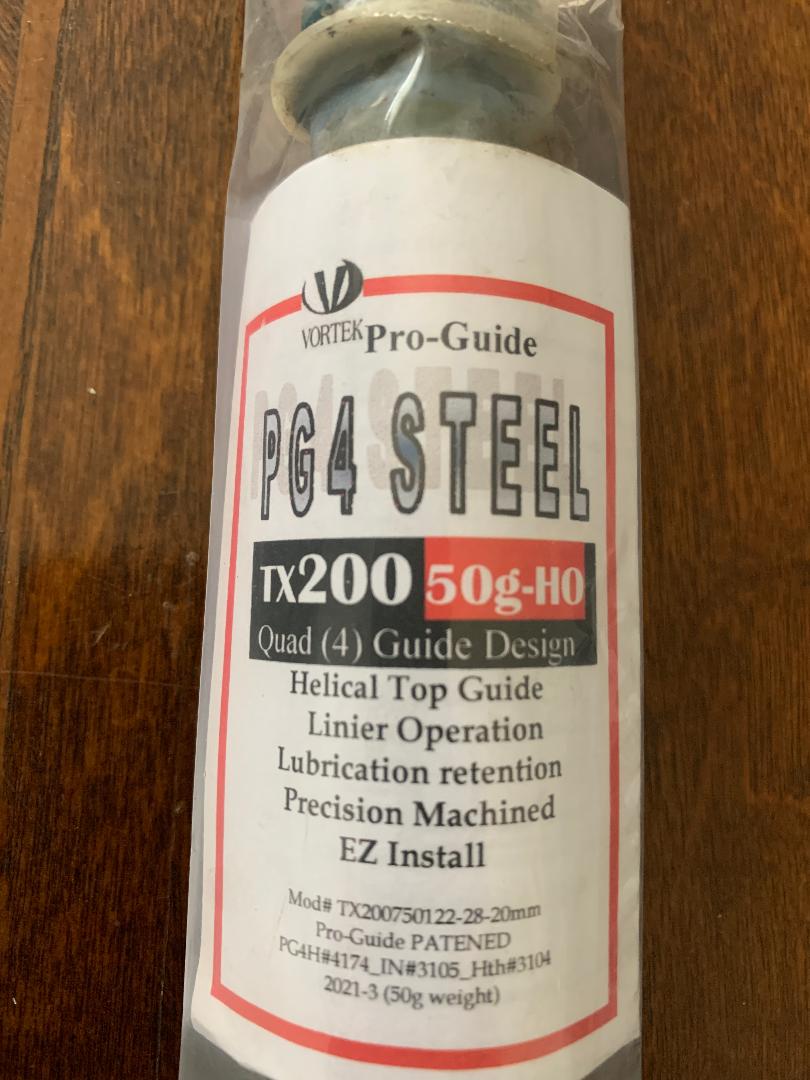 VORTEK Pro-Guide
PG4 STEEL
TX200 50g-HO
Quad (4) Guide Design
Helical Top Guide
Linier Operation
Lubrication retention
Precision Machined
EZ Install
Mod# TX200750122-28-20mm
Pro-Guide PATENED
PG4H#4174_IN#3105_Hth#3104
2021-3 (50g weight)